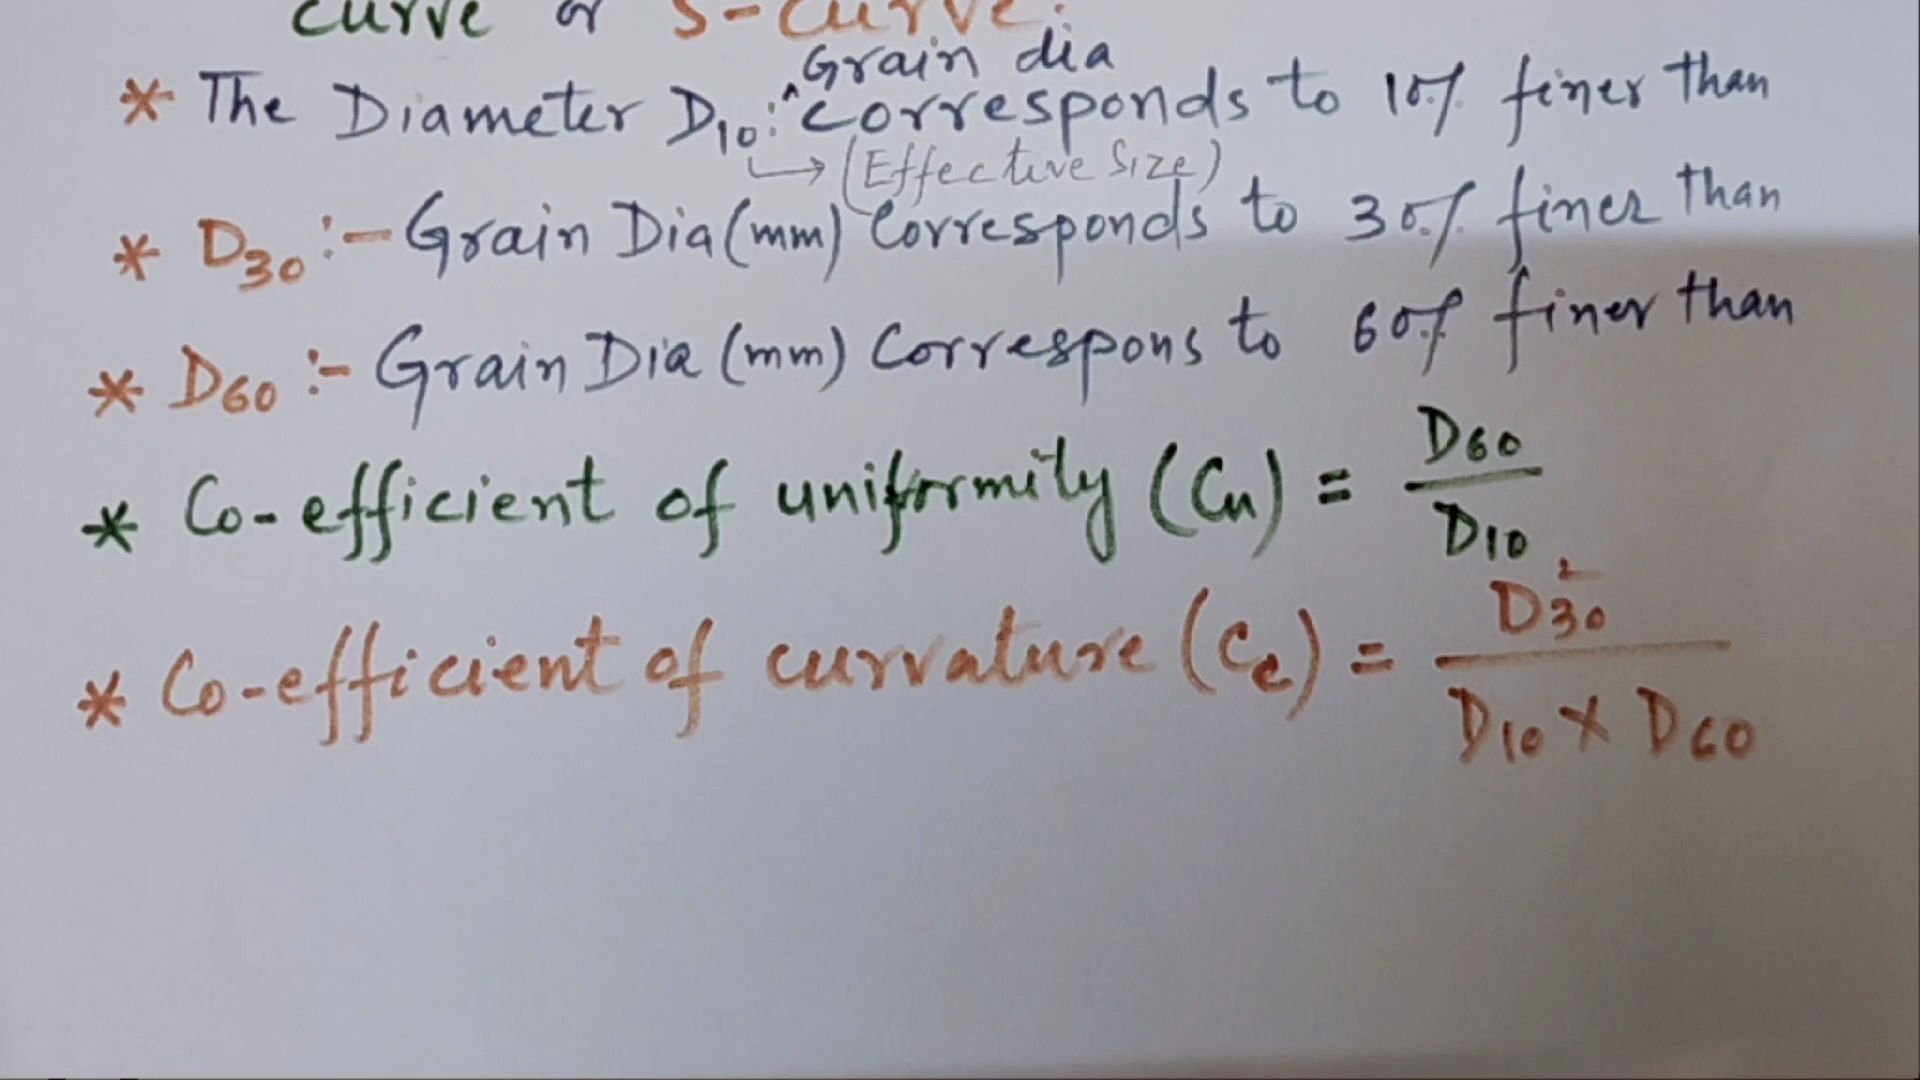 curve or S-curve.
Grain dia
* The Diameter D10:^ corresponds to 10% finer than
→ (Effective Size)
* D30 :- Grain Dia (mm) Corresponds to 30% finer than
* D60 :- Grain Dia (mm) Correspons to 60% finer than
* Co-efficient of uniformity (Cu) = D60 / D10
* Co-efficient of curvature (Cc) = D30² / D10 x D60